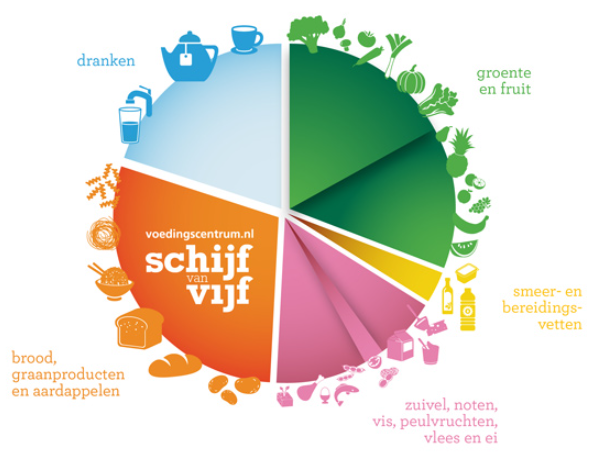 dranken
groente
en fruit
voedingscentrum.nl
schijf
van
vijf
smeer- en
bereidings-
vetten
brood,
graanproducten
en aardappelen
zuivel, noten,
vis, peulvruchten,
vlees en ei